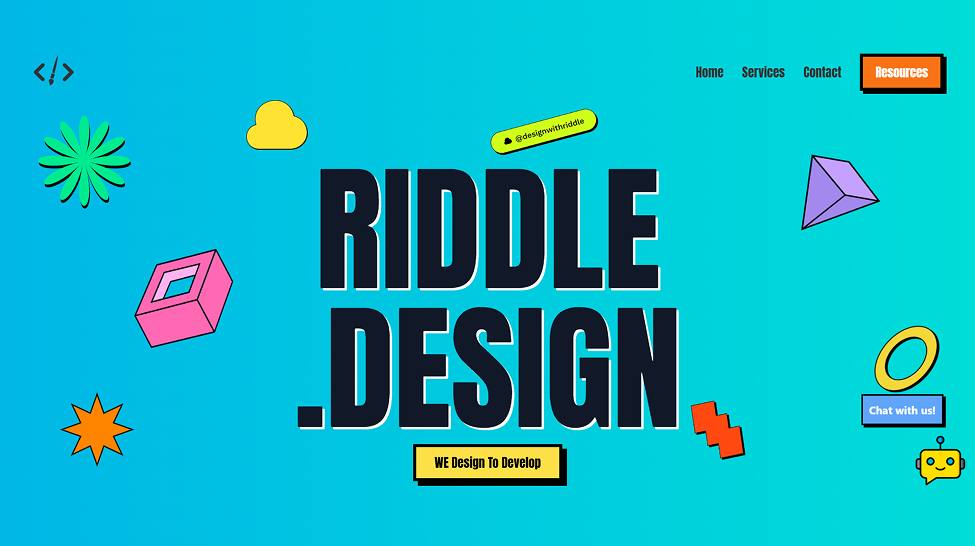 Home Services Contact Resources
@designwithriddle
RIDDLE
.DESIGN
Chat with us!
WE Design To Develop